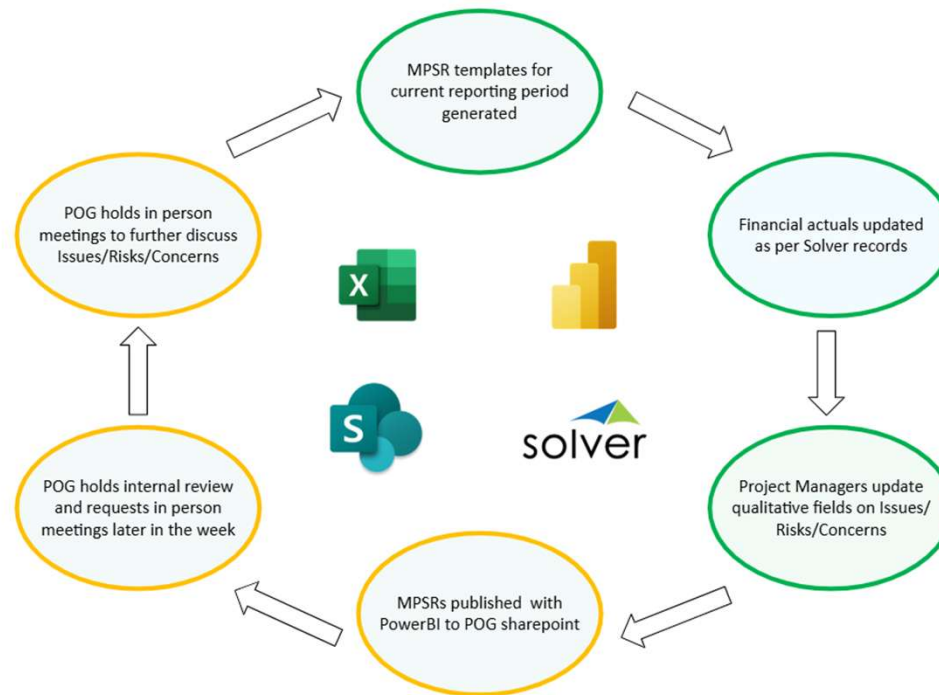 MPSR templates for
current reporting period
generated
POG holds in person
meetings to further discuss
Issues/Risks/Concerns
Financial actuals updated
as per Solver records
X
S
solver
POG holds internal review
and requests in person
meetings later in the week
Project Managers update
qualitative fields on Issues/
Risks/Concerns
MPSRs published  with
PowerBI to POG sharepoint